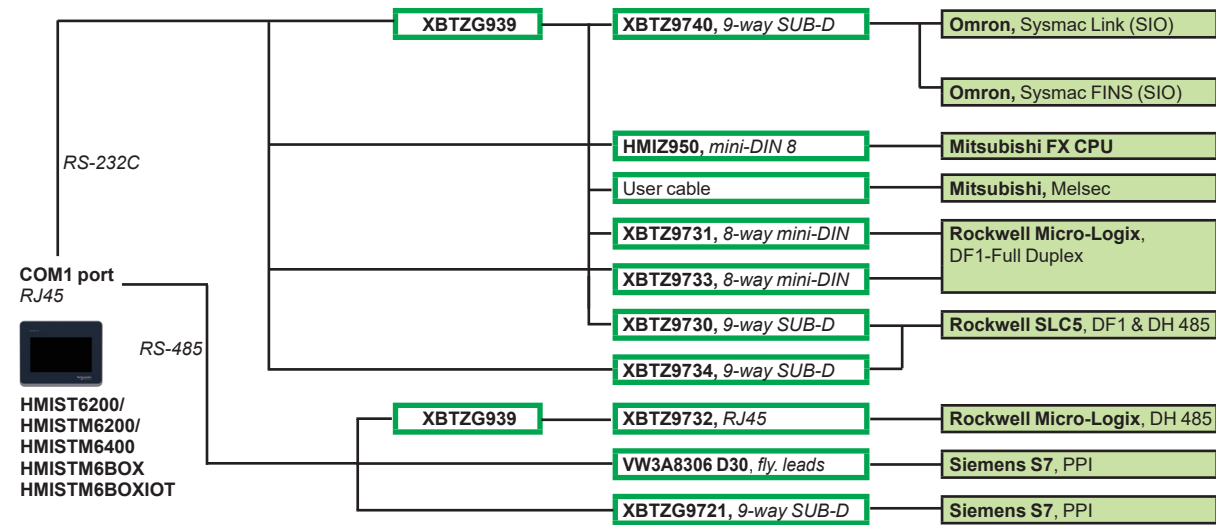 XBTZG939
XBTZ9740, 9-way SUB-D
Omron, Sysmac Link (SIO)
Omron, Sysmac FINS (SIO)
RS-232C
HMIZ950, mini-DIN 8
Mitsubishi FX CPU
User cable
Mitsubishi, Melsec
XBTZ9731, 8-way mini-DIN
Rockwell Micro-Logix,
DF1-Full Duplex
COM1 port
RJ45
XBTZ9733, 8-way mini-DIN
RS-485
XBTZ9730, 9-way SUB-D
Rockwell SLC5, DF1 & DH 485
XBTZ9734, 9-way SUB-D
HMIST6200/
HMISTM6200/
HMISTM6400
HMISTM6BOX
HMISTM6BOXIOT
XBTZG939
XBTZ9732, RJ45
Rockwell Micro-Logix, DH 485
VW3A8306 D30, fly. leads
Siemens S7, PPI
XBTZG9721, 9-way SUB-D
Siemens S7, PPI